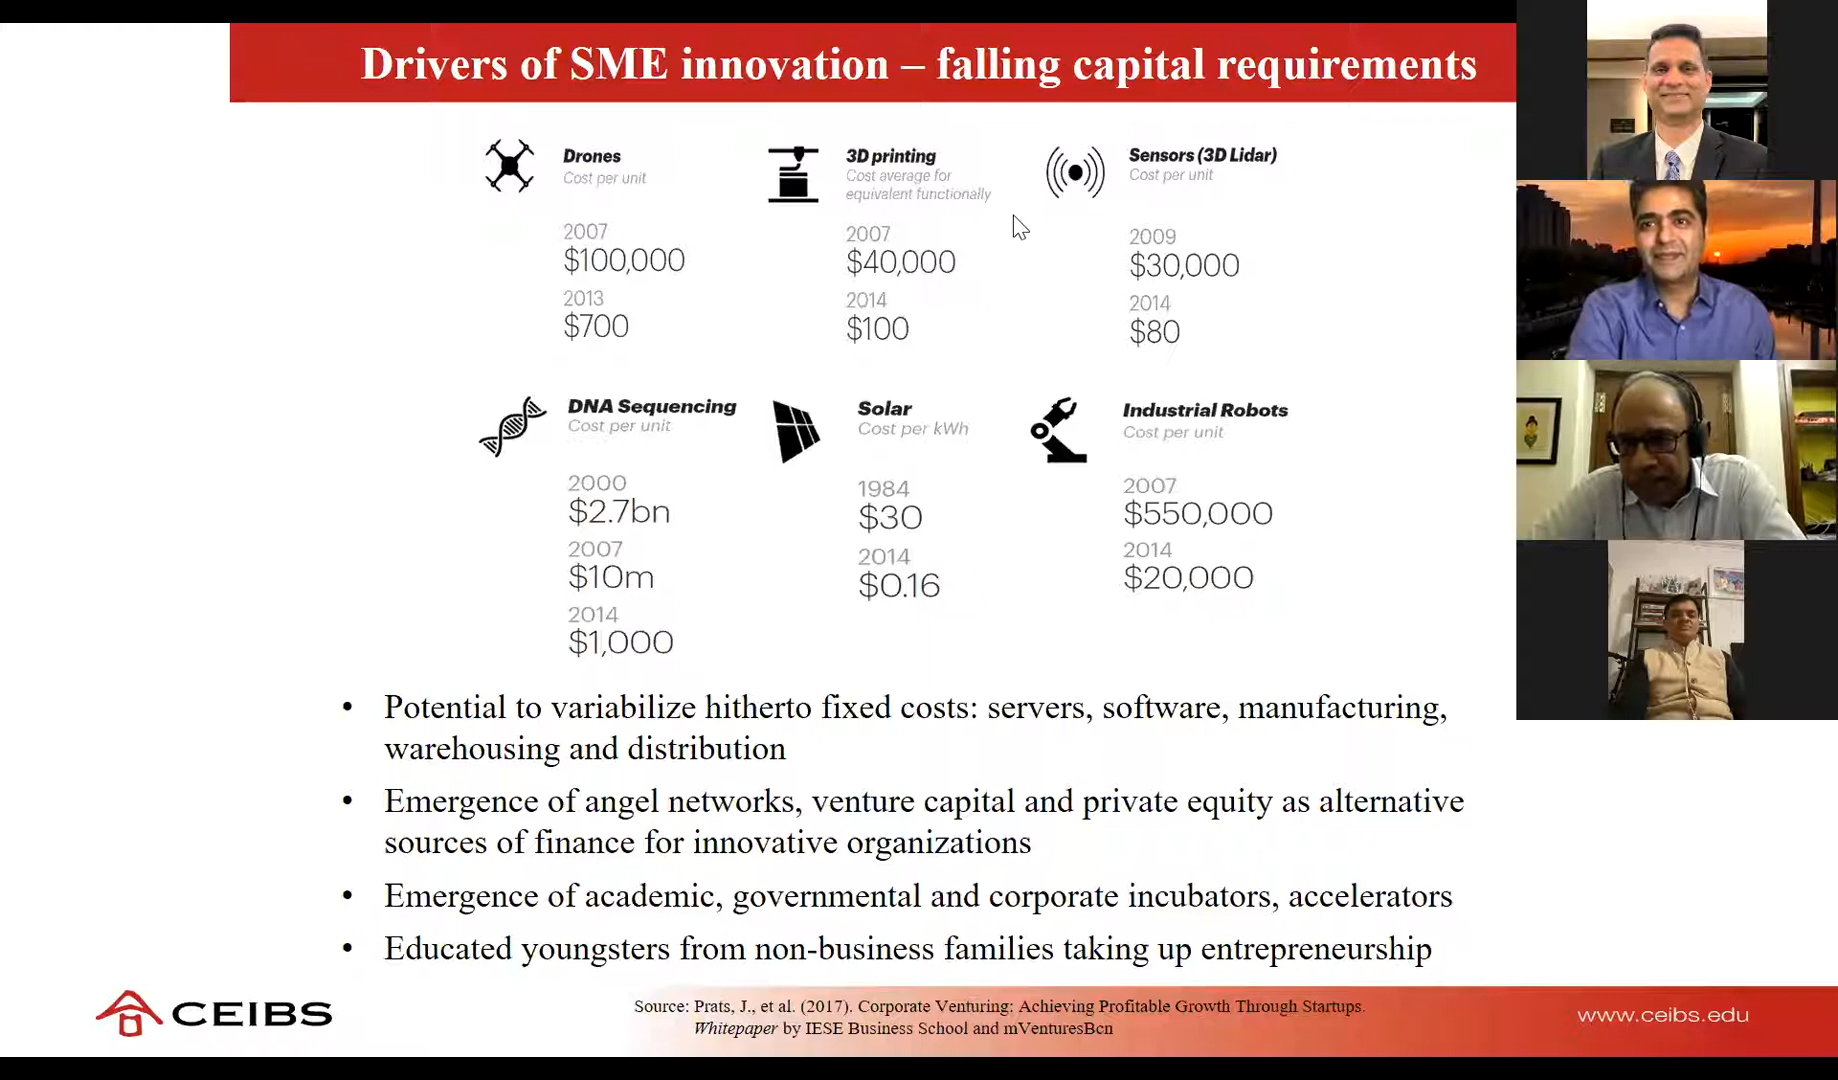 Drivers of SME innovation – falling capital requirements
Drones
Cost per unit
2007
$100,000
2013
$700
3D printing
Cost average for
equivalent functionally
2007
$40,000
2014
$100
Sensors (3D Lidar)
Cost per unit
2009
$30,000
2014
$80
DNA Sequencing
Cost per unit
2000
$2.7bn
2007
$10m
2014
$1,000
Solar
Cost per kWh
1984
$30
2014
$0.16
Industrial Robots
Cost per unit
2007
$550,000
2014
$20,000
• Potential to variabilize hitherto fixed costs: servers, software, manufacturing,
warehousing and distribution
• Emergence of angel networks, venture capital and private equity as alternative
sources of finance for innovative organizations
• Emergence of academic, governmental and corporate incubators, accelerators
• Educated youngsters from non-business families taking up entrepreneurship
CEIBS
Source: Prats, J., et al. (2017). Corporate Venturing: Achieving Profitable Growth Through Startups.
Whitepaper by IESE Business School and mVenturesBcn
www.ceibs.edu